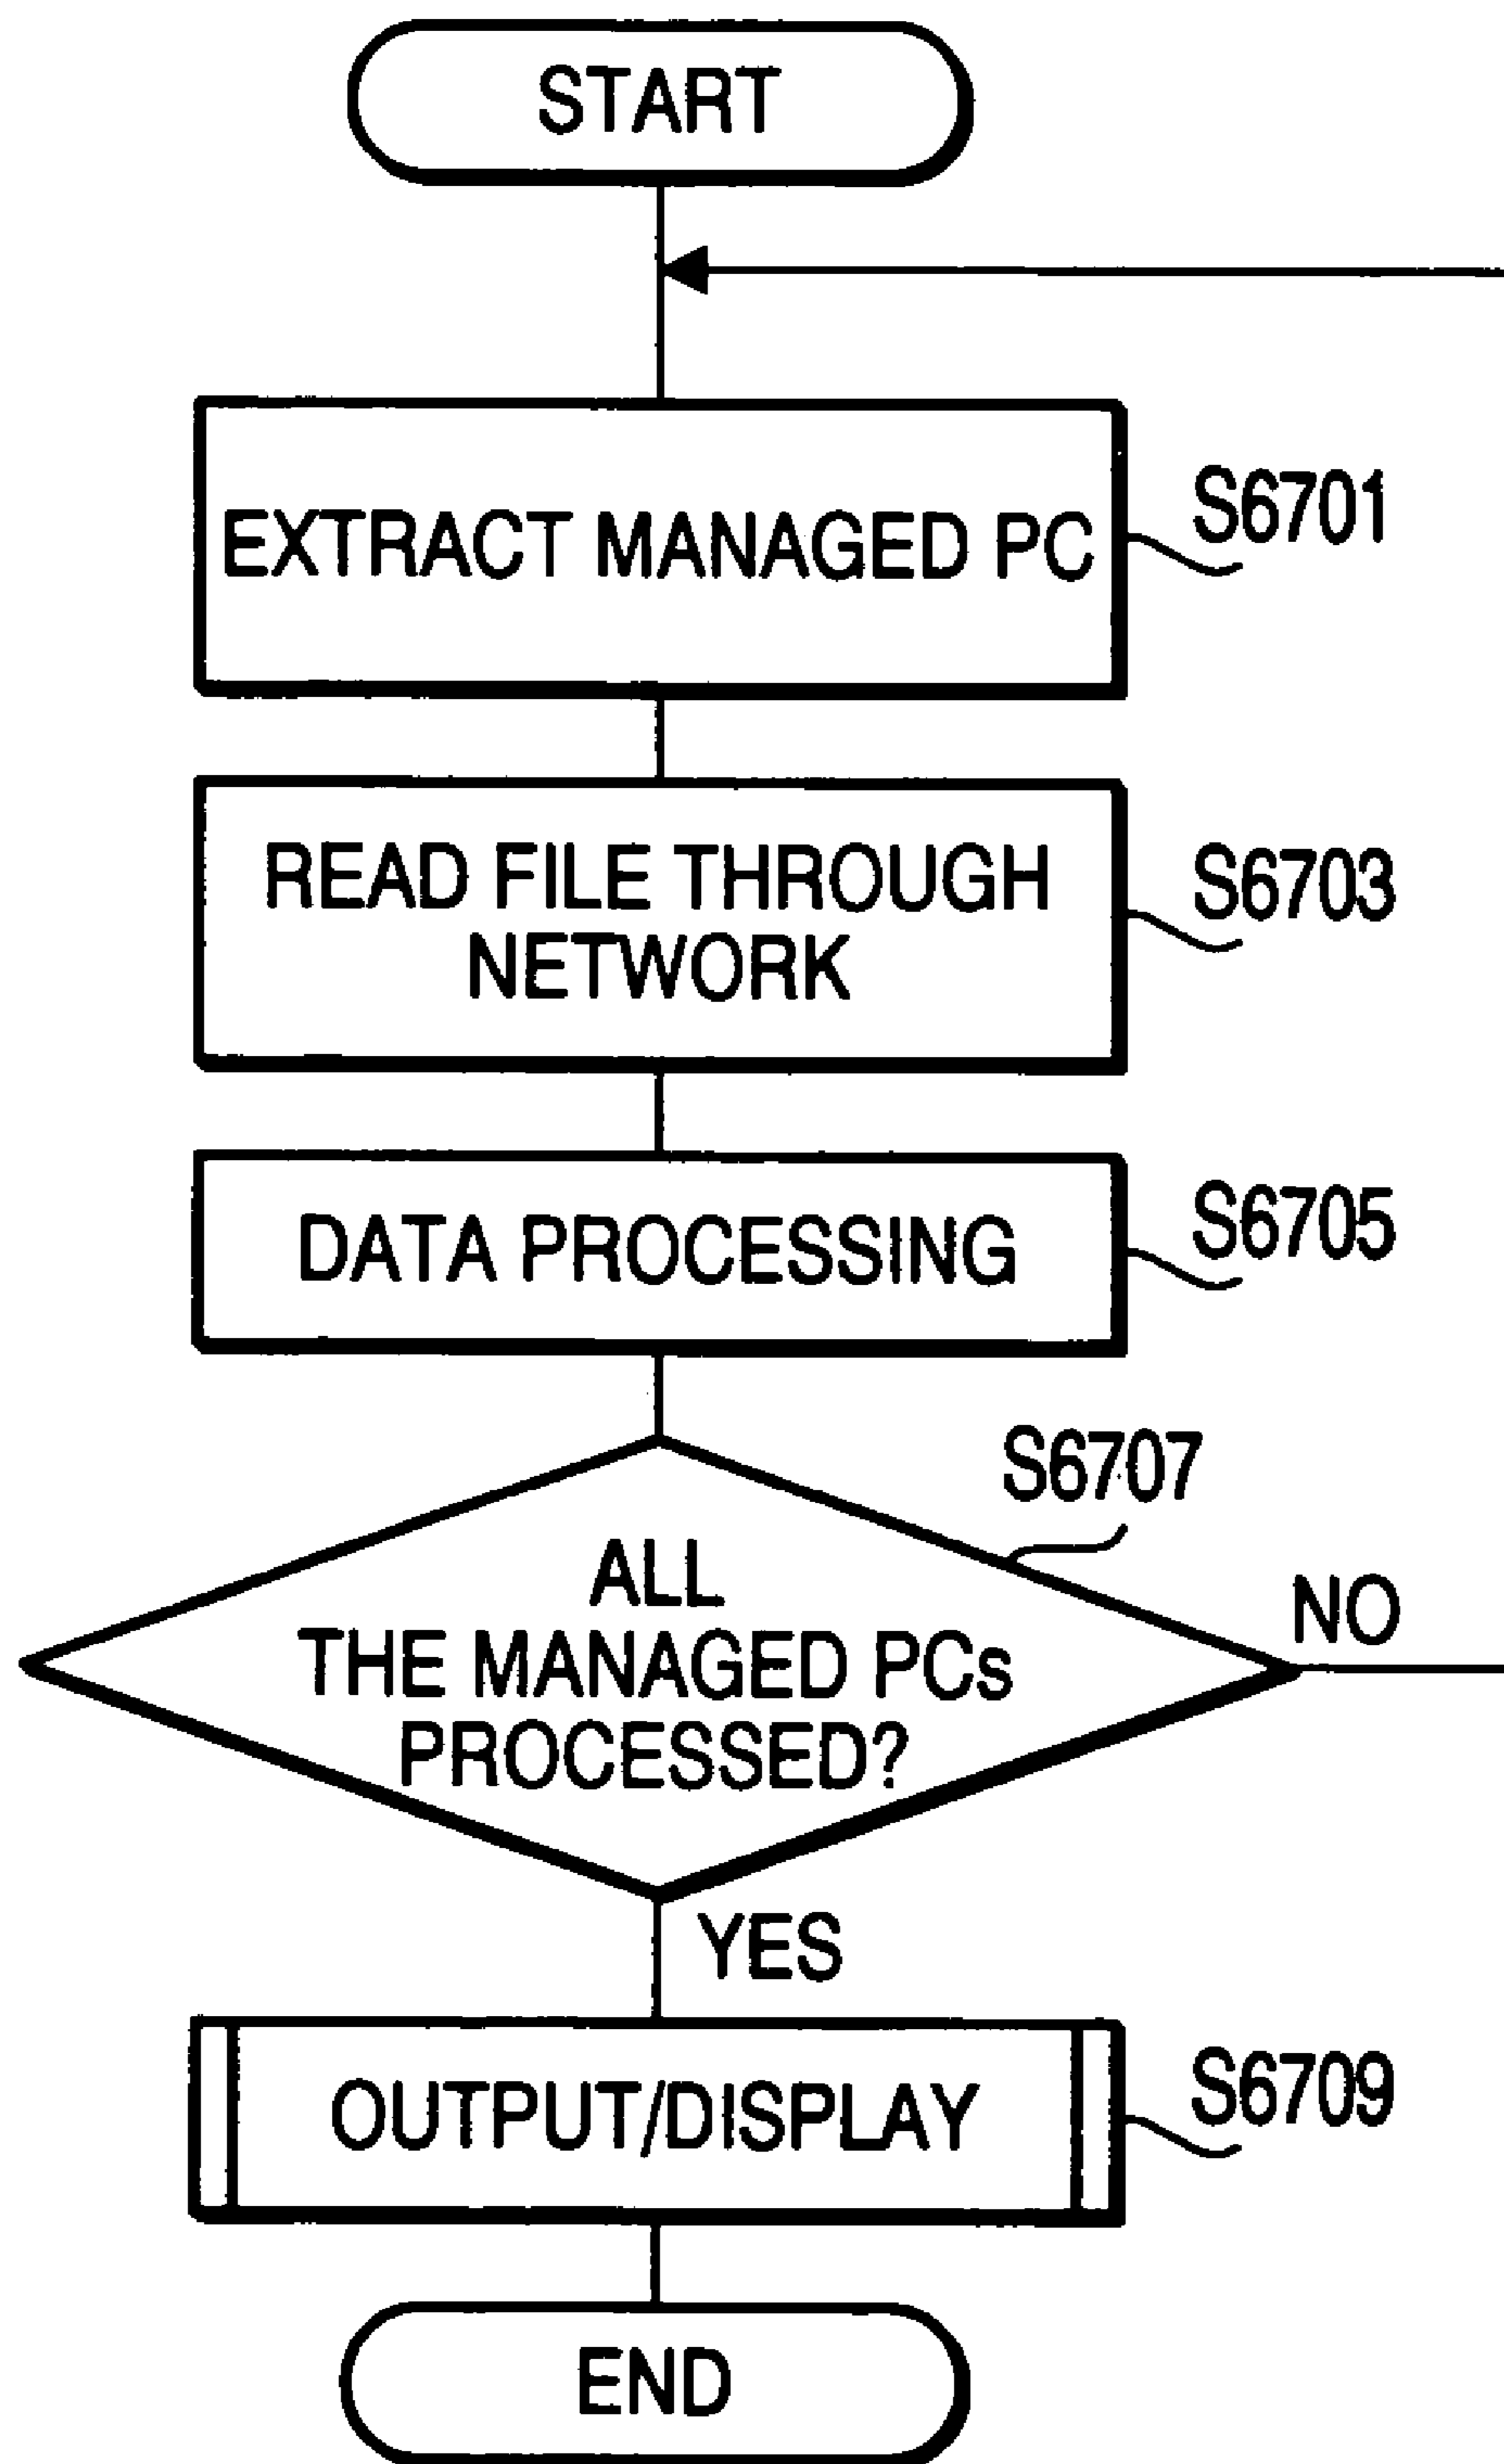 START
EXTRACT MANAGED PC
S6701
READ FILE THROUGH
NETWORK
S6703
DATA PROCESSING
S6705
S6707
ALL
THE MANAGED PCs
PROCESSED?
NO
YES
OUTPUT/DISPLAY
S6709
END